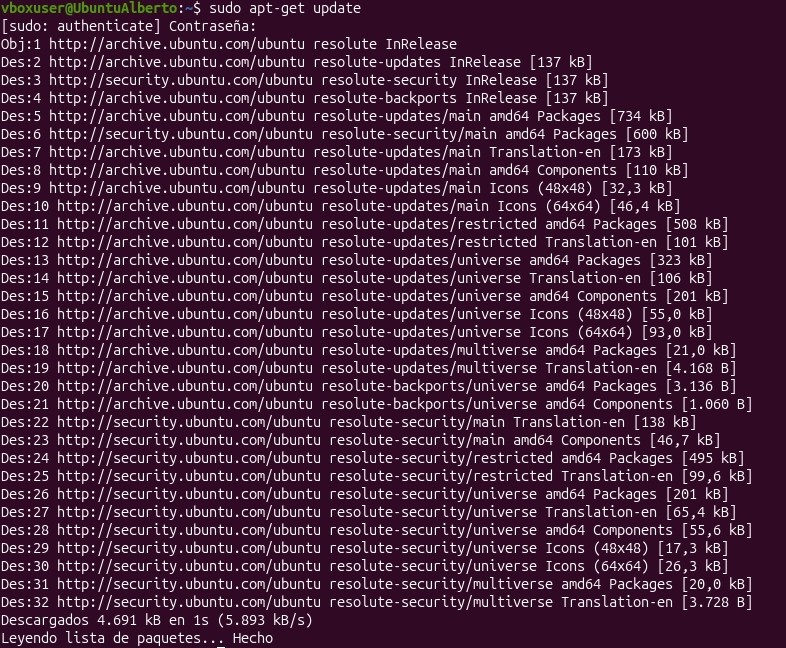 vboxuser@UbuntuAlberto:~$ sudo apt-get update
[sudo: authenticate] Contraseña:
Obj:1 http://archive.ubuntu.com/ubuntu resolute InRelease
Des:2 http://archive.ubuntu.com/ubuntu resolute-updates InRelease [137 kB]
Des:3 http://security.ubuntu.com/ubuntu resolute-security InRelease [137 kB]
Des:4 http://archive.ubuntu.com/ubuntu resolute-backports InRelease [137 kB]
Des:5 http://archive.ubuntu.com/ubuntu resolute-updates/main amd64 Packages [734 kB]
Des:6 http://security.ubuntu.com/ubuntu resolute-security/main amd64 Packages [600 kB]
Des:7 http://archive.ubuntu.com/ubuntu resolute-updates/main Translation-en [173 kB]
Des:8 http://archive.ubuntu.com/ubuntu resolute-updates/main amd64 Components [110 kB]
Des:9 http://archive.ubuntu.com/ubuntu resolute-updates/main Icons (48x48) [32,3 kB]
Des:10 http://archive.ubuntu.com/ubuntu resolute-updates/main Icons (64x64) [46,4 kB]
Des:11 http://archive.ubuntu.com/ubuntu resolute-updates/restricted amd64 Packages [508 kB]
Des:12 http://archive.ubuntu.com/ubuntu resolute-updates/restricted Translation-en [101 kB]
Des:13 http://archive.ubuntu.com/ubuntu resolute-updates/universe amd64 Packages [323 kB]
Des:14 http://archive.ubuntu.com/ubuntu resolute-updates/universe Translation-en [106 kB]
Des:15 http://archive.ubuntu.com/ubuntu resolute-updates/universe amd64 Components [201 kB]
Des:16 http://archive.ubuntu.com/ubuntu resolute-updates/universe Icons (48x48) [55,0 kB]
Des:17 http://archive.ubuntu.com/ubuntu resolute-updates/universe Icons (64x64) [93,0 kB]
Des:18 http://archive.ubuntu.com/ubuntu resolute-updates/multiverse amd64 Packages [21,0 kB]
Des:19 http://archive.ubuntu.com/ubuntu resolute-updates/multiverse Translation-en [4.168 B]
Des:20 http://archive.ubuntu.com/ubuntu resolute-backports/universe amd64 Packages [3.136 B]
Des:21 http://archive.ubuntu.com/ubuntu resolute-backports/universe amd64 Components [1.060 B]
Des:22 http://security.ubuntu.com/ubuntu resolute-security/main Translation-en [138 kB]
Des:23 http://security.ubuntu.com/ubuntu resolute-security/main amd64 Components [46,7 kB]
Des:24 http://security.ubuntu.com/ubuntu resolute-security/restricted amd64 Packages [495 kB]
Des:25 http://security.ubuntu.com/ubuntu resolute-security/restricted Translation-en [99,6 kB]
Des:26 http://security.ubuntu.com/ubuntu resolute-security/universe amd64 Packages [201 kB]
Des:27 http://security.ubuntu.com/ubuntu resolute-security/universe Translation-en [65,4 kB]
Des:28 http://security.ubuntu.com/ubuntu resolute-security/universe amd64 Components [55,6 kB]
Des:29 http://security.ubuntu.com/ubuntu resolute-security/universe Icons (48x48) [17,3 kB]
Des:30 http://security.ubuntu.com/ubuntu resolute-security/universe Icons (64x64) [26,3 kB]
Des:31 http://security.ubuntu.com/ubuntu resolute-security/multiverse amd64 Packages [20,0 kB]
Des:32 http://security.ubuntu.com/ubuntu resolute-security/multiverse Translation-en [3.728 B]
Descargados 4.691 kB en 1s (5.893 kB/s)
Leyendo lista de paquetes... Hecho